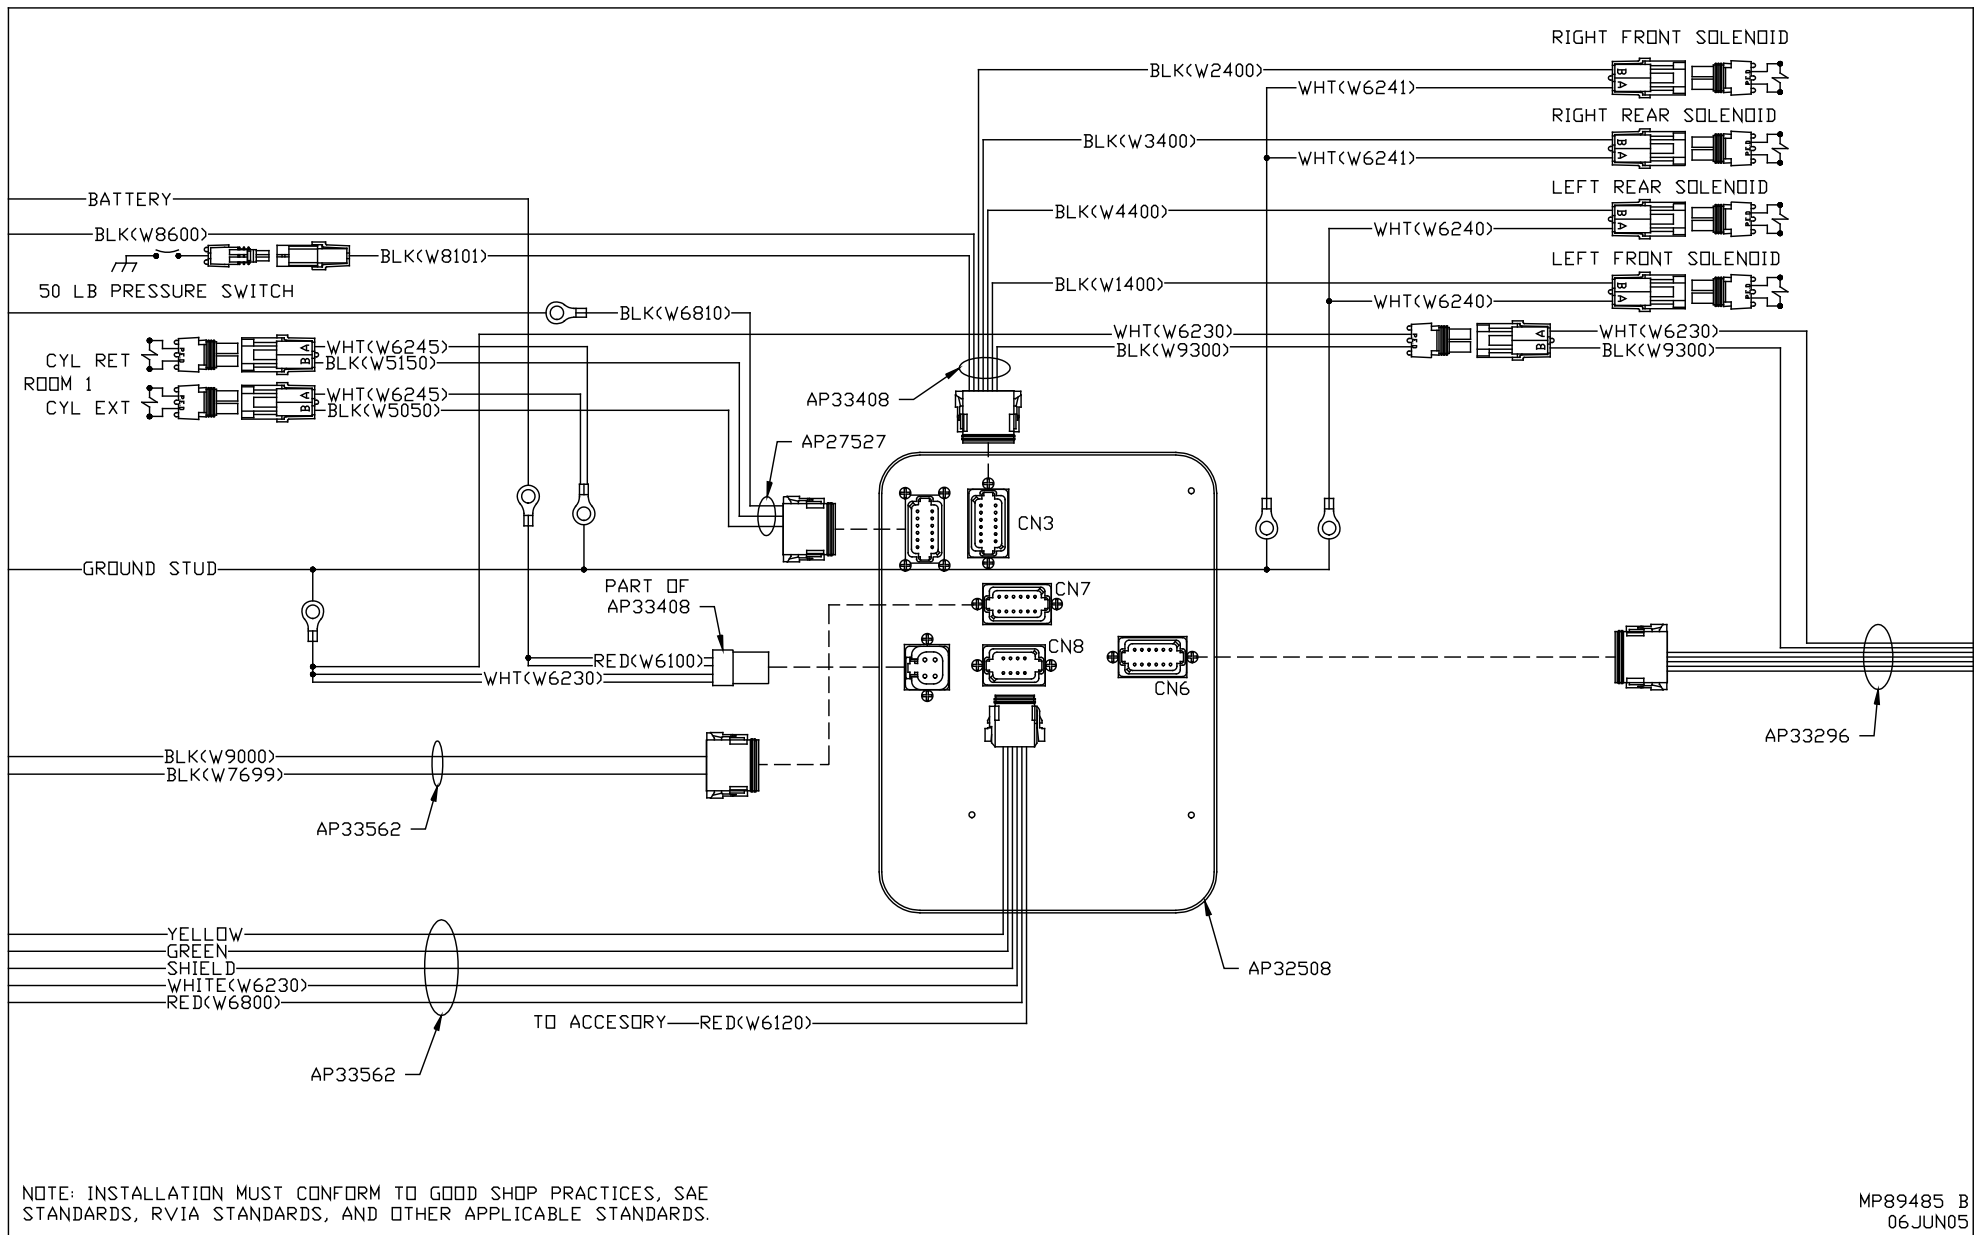 RIGHT FRONT SOLENOID
BLK(W2400)
B
A
WHT(W6241)
RIGHT REAR SOLENOID
BLK(W3400)
B
A
WHT(W6241)
LEFT REAR SOLENOID
BATTERY
BLK(W4400)
B
A
BLK(W8600)
WHT(W6240)
BLK(W8101)
LEFT FRONT SOLENOID
50 LB PRESSURE SWITCH
BLK(W1400)
B
A
WHT(W6240)
BLK(W6810)
WHT(W6230)
BLK(W9300)
A
B
WHT(W6230)
BLK(W9300)
CYL RET
A
B
WHT(W6245)
BLK(W5150)
ROOM 1
CYL EXT
A
B
WHT(W6245)
BLK(W5050)
AP33408
AP27527
CN3
GROUND STUD
PART OF
AP33408
CN7
CN8
RED(W6100)
WHT(W6230)
CN6
AP33296
BLK(W9000)
BLK(W7699)
AP33562
YELLOW
GREEN
SHIELD
WHITE(W6230)
RED(W6800)
AP32508
TO ACCESORY
RED(W6120)
AP33562
NOTE: INSTALLATION MUST CONFORM TO GOOD SHOP PRACTICES, SAE
STANDARDS, RVIA STANDARDS, AND OTHER APPLICABLE STANDARDS.
MP89485 B
06JUN05